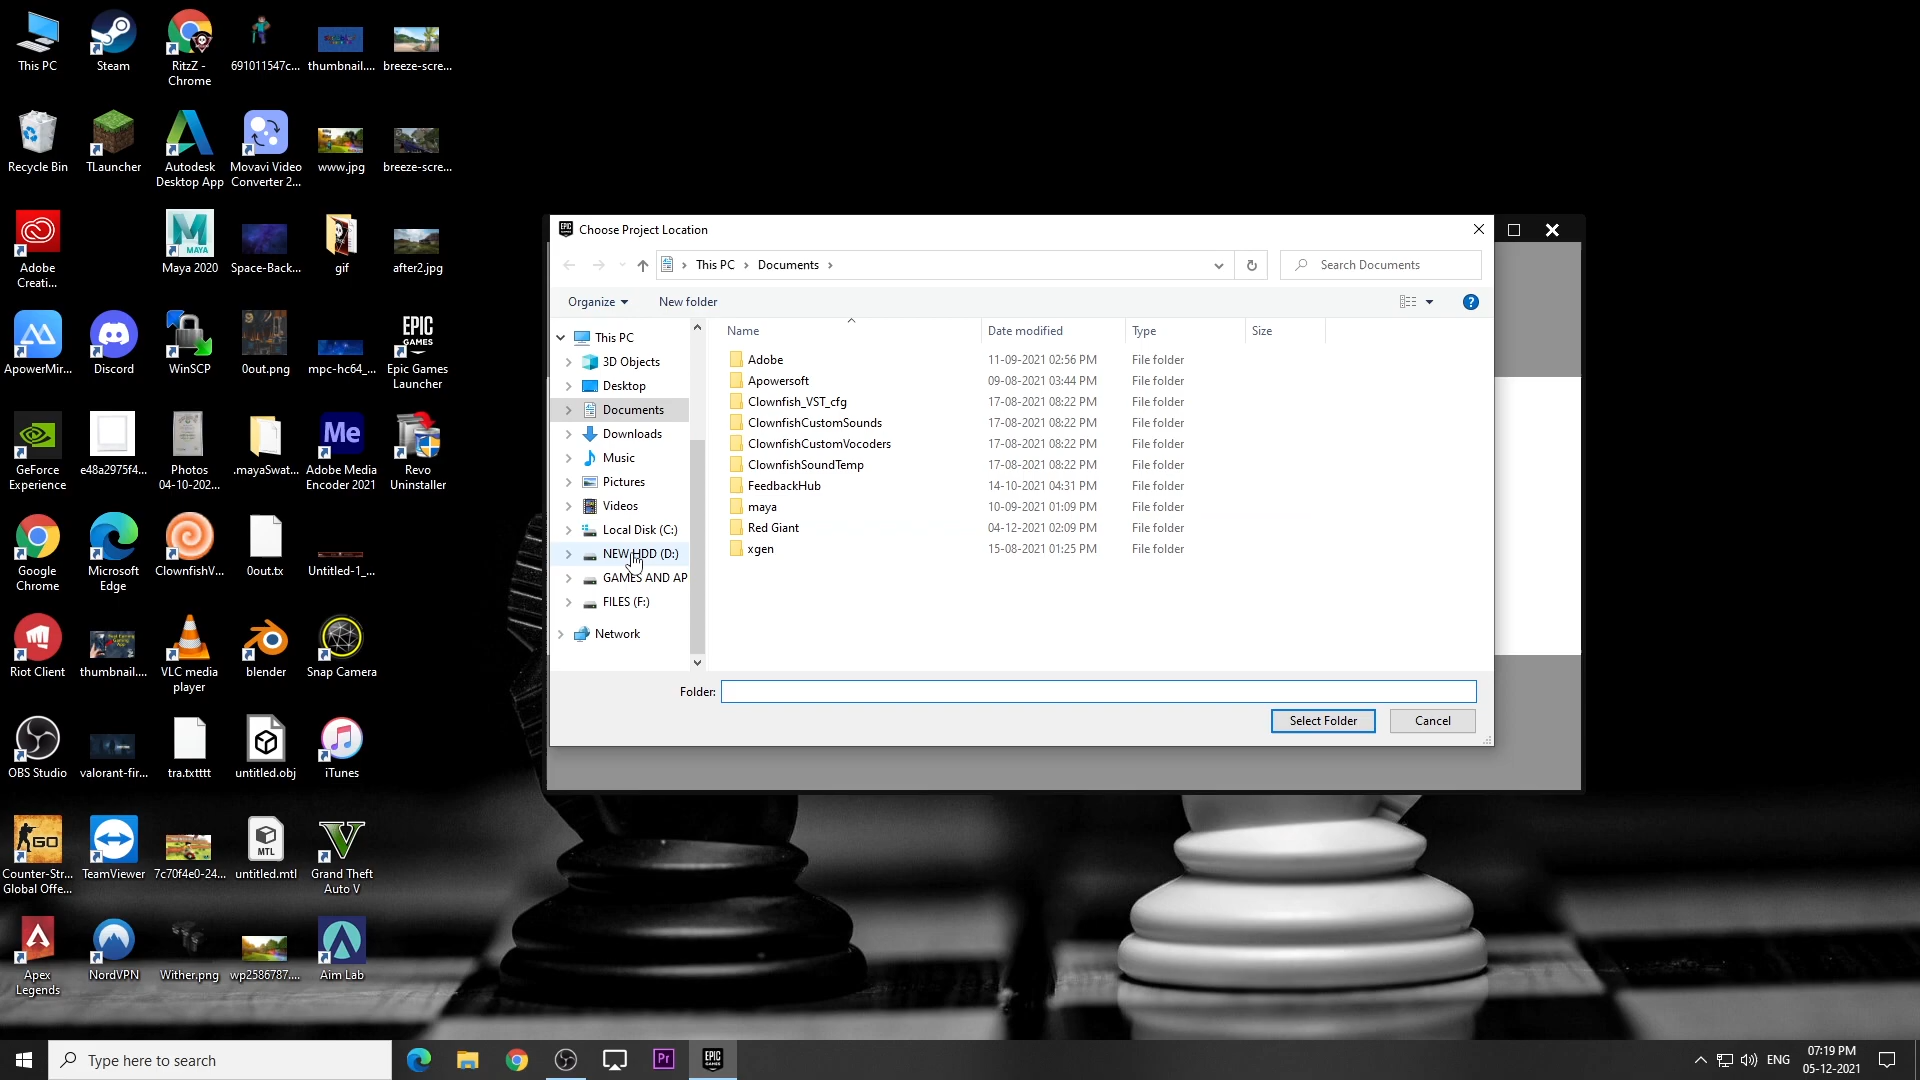 This PC
Steam
RitzZ -
Chrome
691011547c...
thumbnail....
breeze-scre...
Recycle Bin
TLauncher
Autodesk
Desktop App
Movavi Video
Converter 2...
www.jpg
breeze-scre...
Adobe
Creati...
MAYA
Maya 2020
Space-Back...
gif
after2.jpg
ApowerMir...
Discord
WinSCP
0out.png
mpc-hc64_...
EPIC
GAMES
Epic Games
Launcher
GeForce
Experience
e48a2975f4...
Photos
04-10-202...
.mayaSwat...
Me
Adobe Media
Encoder 2021
Revo
Uninstaller
Google
Chrome
Microsoft
Edge
ClownfishV...
0out.tx
Untitled-1_...
Riot Client
thumbnail....
VLC media
player
blender
Snap Camera
OBS Studio
valorant-fir...
tra.txtttt
untitled.obj
iTunes
GO
Counter-Str...
Global Offe...
TeamViewer
7c70f4e0-24...
MTL
untitled.mtl
Grand Theft
Auto V
Apex
Legends
NordVPN
Wither.png
wp2586787....
Aim Lab
Choose Project Location
This PC > Documents >
Search Documents
Organize
New folder
?
This PC
3D Objects
Desktop
Documents
Downloads
Music
Pictures
Videos
Local Disk (C:)
NEW HDD (D:)
GAMES AND AP
FILES (F:)
Network
Name Date modified Type Size
Adobe 11-09-2021 02:56 PM File folder
Apowersoft 09-08-2021 03:44 PM File folder
Clownfish_VST_cfg 17-08-2021 08:22 PM File folder
ClownfishCustomSounds 17-08-2021 08:22 PM File folder
ClownfishCustomVocoders 17-08-2021 08:22 PM File folder
ClownfishSoundTemp 17-08-2021 08:22 PM File folder
FeedbackHub 14-10-2021 04:31 PM File folder
maya 10-09-2021 01:09 PM File folder
Red Giant 04-12-2021 02:09 PM File folder
xgen 15-08-2021 01:25 PM File folder
Folder:
Select Folder
Cancel
Type here to search
Pr
EPIC
GAMES
ENG
07:19 PM
05-12-2021